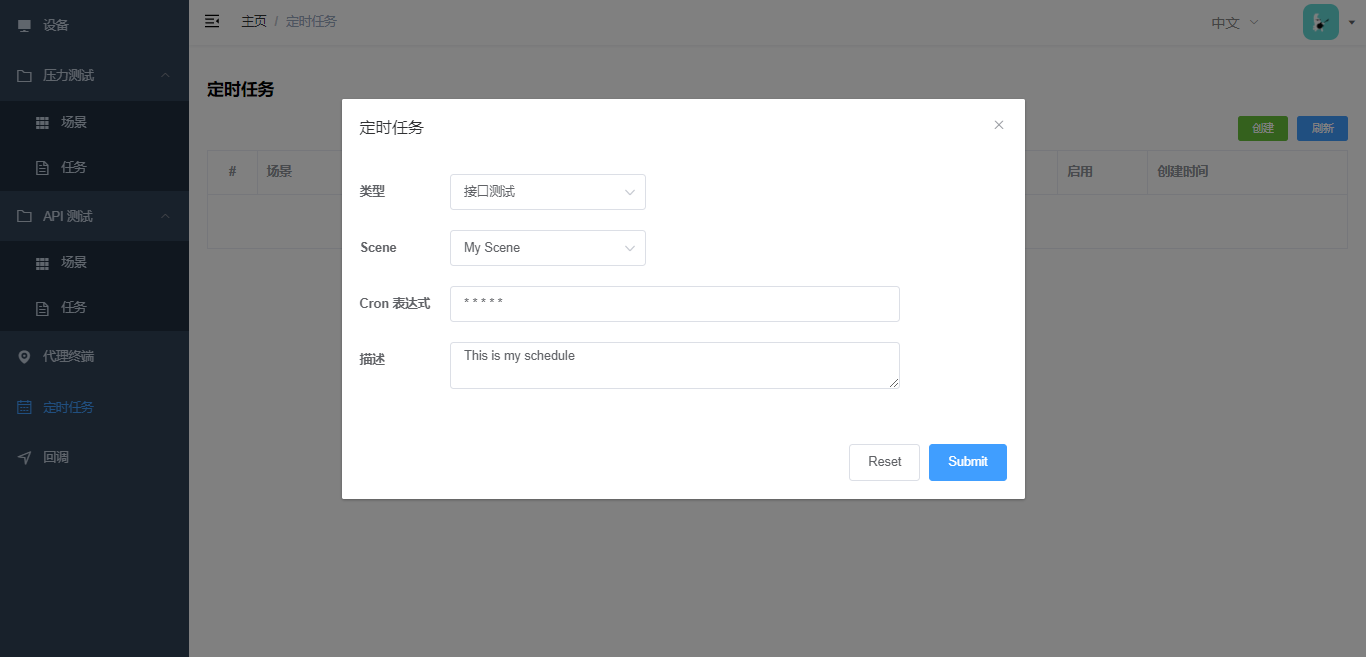 设备
压力测试
场景
任务
API 测试
场景
任务
代理终端
定时任务
回调
主页 / 定时任务
中文
定时任务
创建 刷新
# 场景 启用 创建时间
定时任务
类型 接口测试
Scene My Scene
Cron 表达式 * * * * *
描述 This is my schedule
Reset Submit